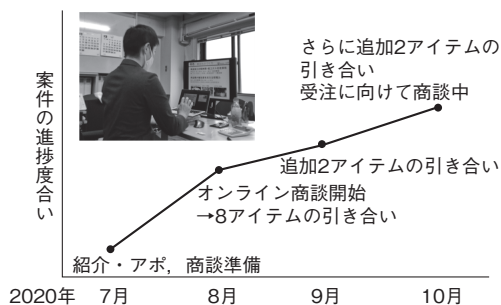 さらに追加2アイテムの
引き合い
受注に向けて商談中
案件の進捗度合い
追加2アイテムの引き合い
オンライン商談開始
→8アイテムの引き合い
紹介・アポ，商談準備
2020年 7月 8月 9月 10月